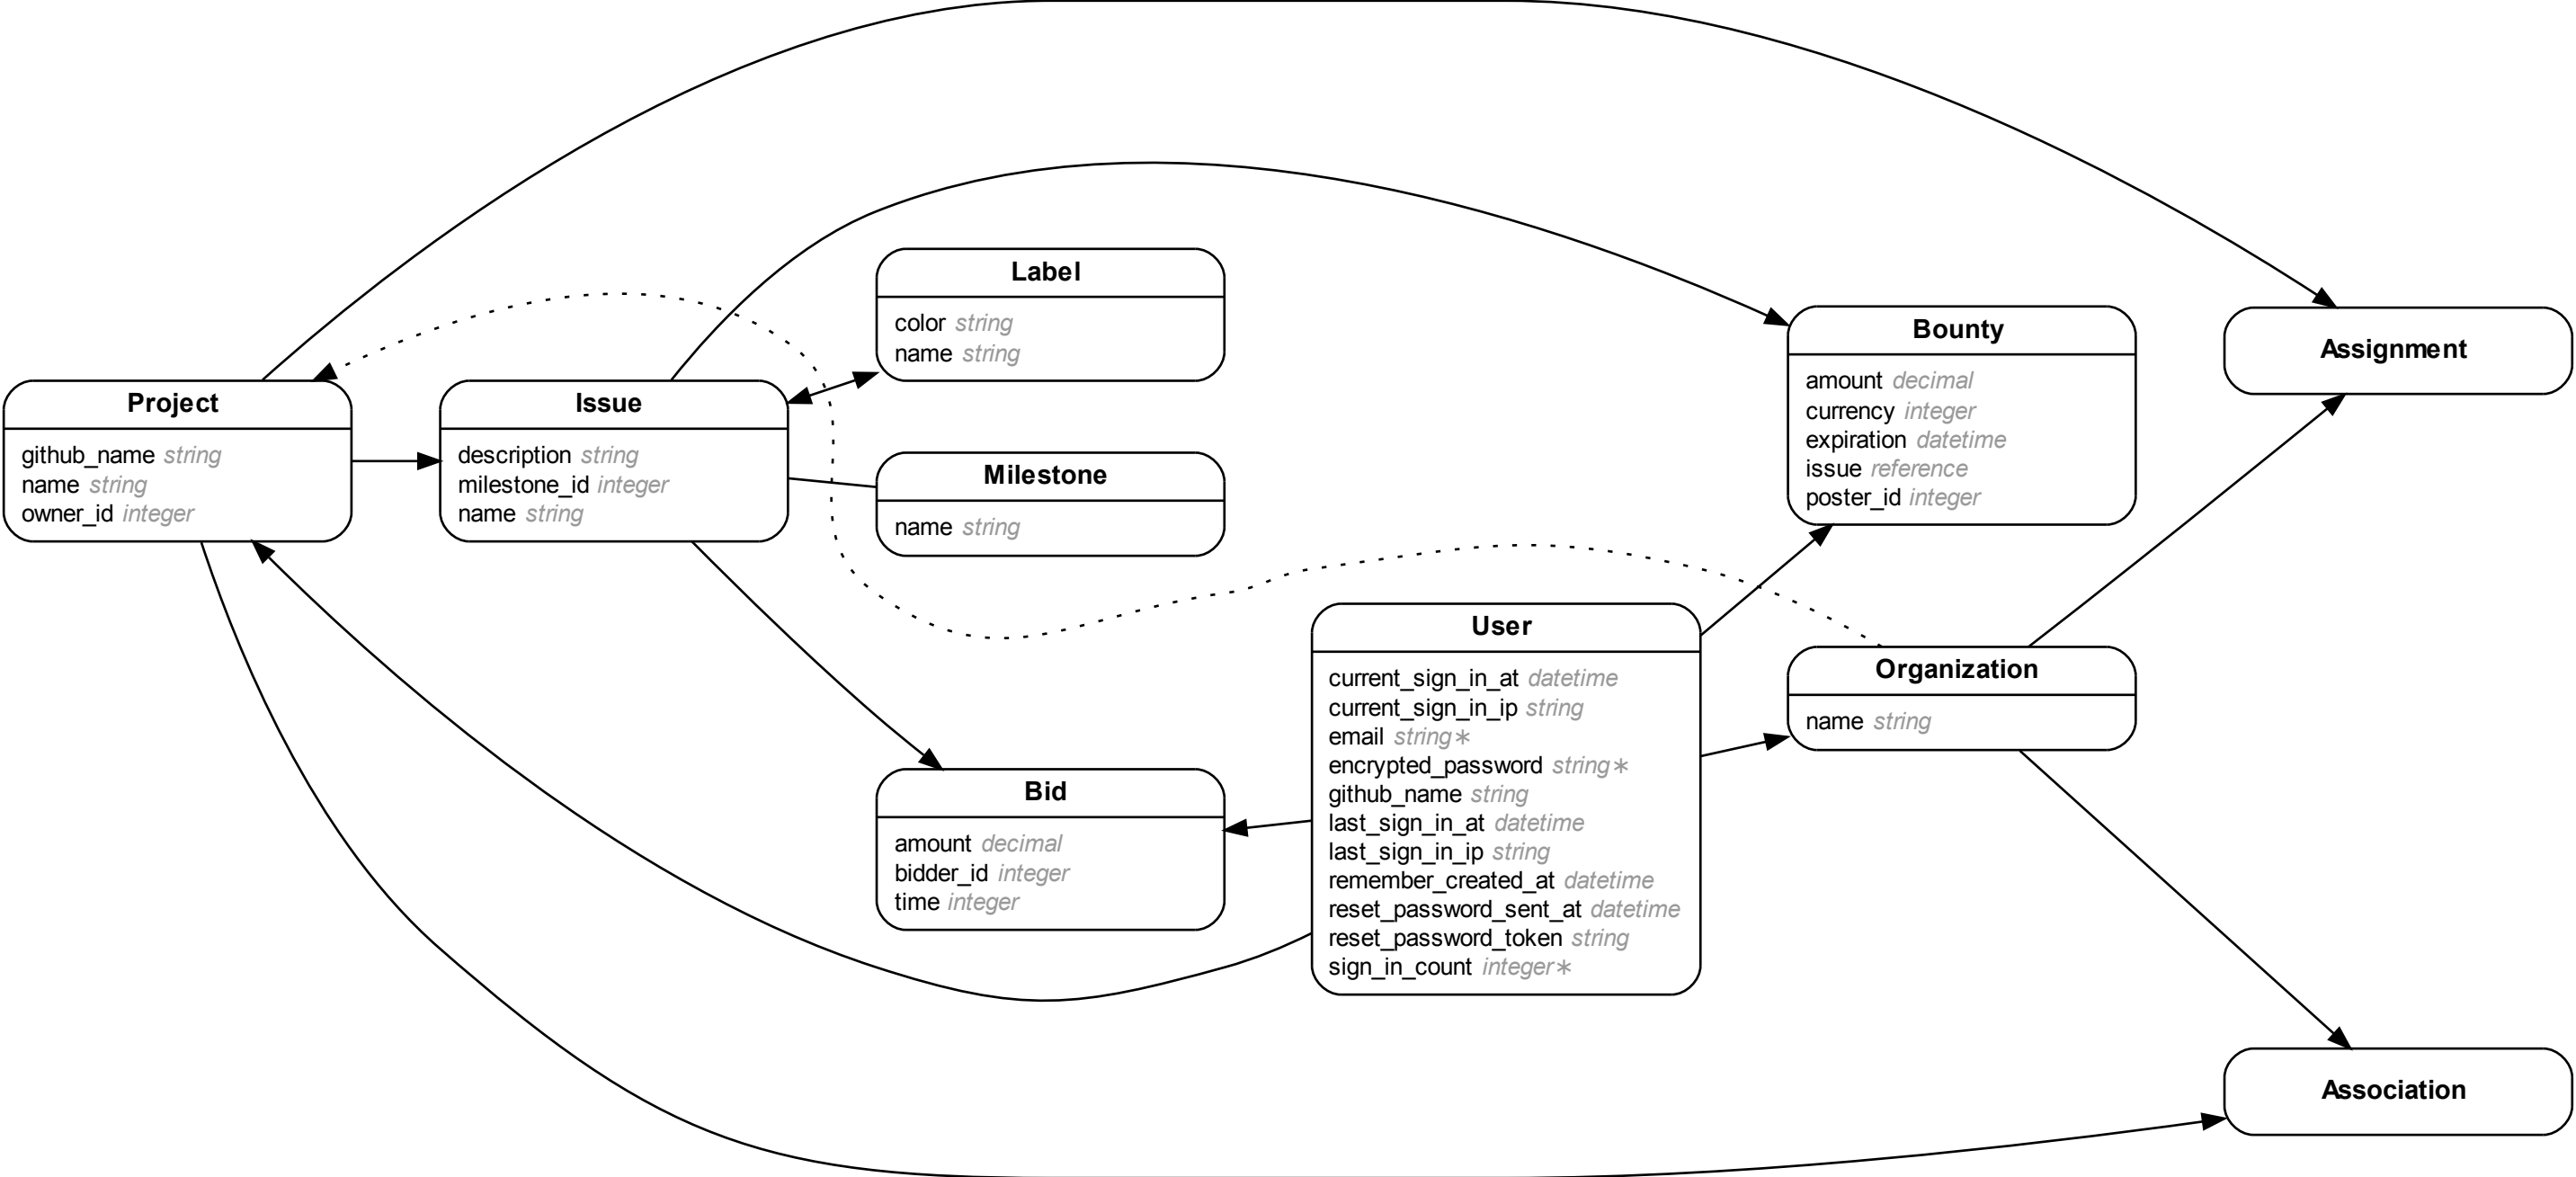 Project
github_name string
name string
owner_id integer
Issue
description string
milestone_id integer
name string
Label
color string
name string
Milestone
name string
Bid
amount decimal
bidder_id integer
time integer
User
current_sign_in_at datetime
current_sign_in_ip string
email string∗
encrypted_password string∗
github_name string
last_sign_in_at datetime
last_sign_in_ip string
remember_created_at datetime
reset_password_sent_at datetime
reset_password_token string
sign_in_count integer∗
Bounty
amount decimal
currency integer
expiration datetime
issue reference
poster_id integer
Organization
name string
Assignment
Association